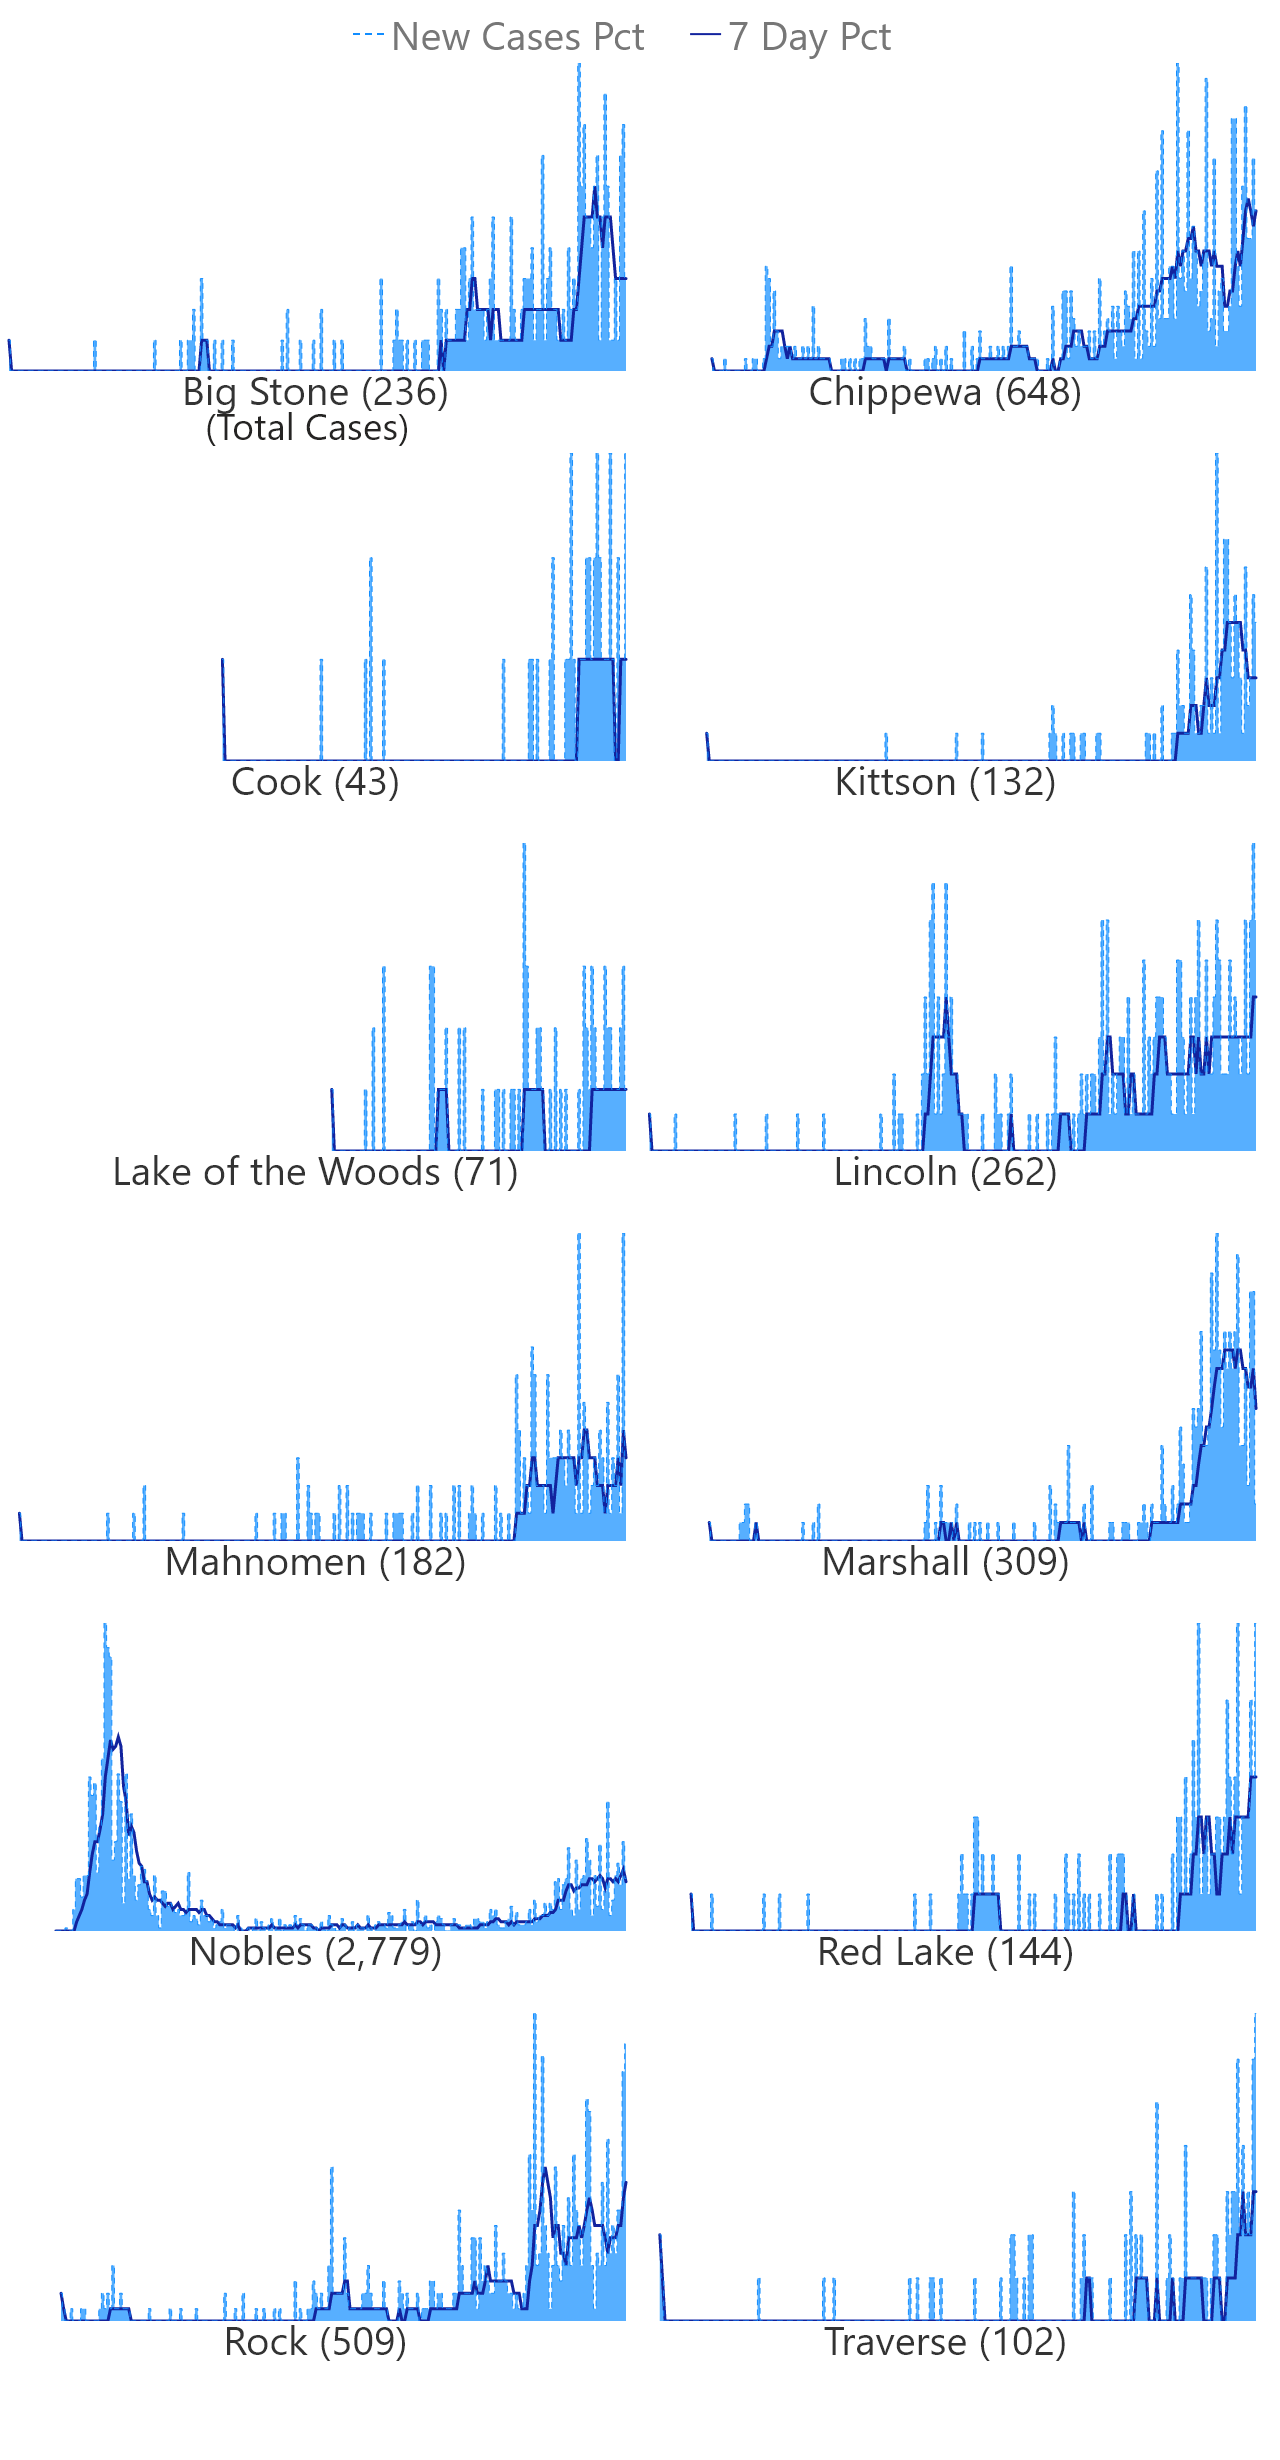 New Cases Pct 7 Day Pct
Big Stone (236) Chippewa (648)
(Total Cases)
Cook (43) Kittson (132)
Lake of the Woods (71) Lincoln (262)
Mahnomen (182) Marshall (309)
Nobles (2,779) Red Lake (144)
Rock (509) Traverse (102)